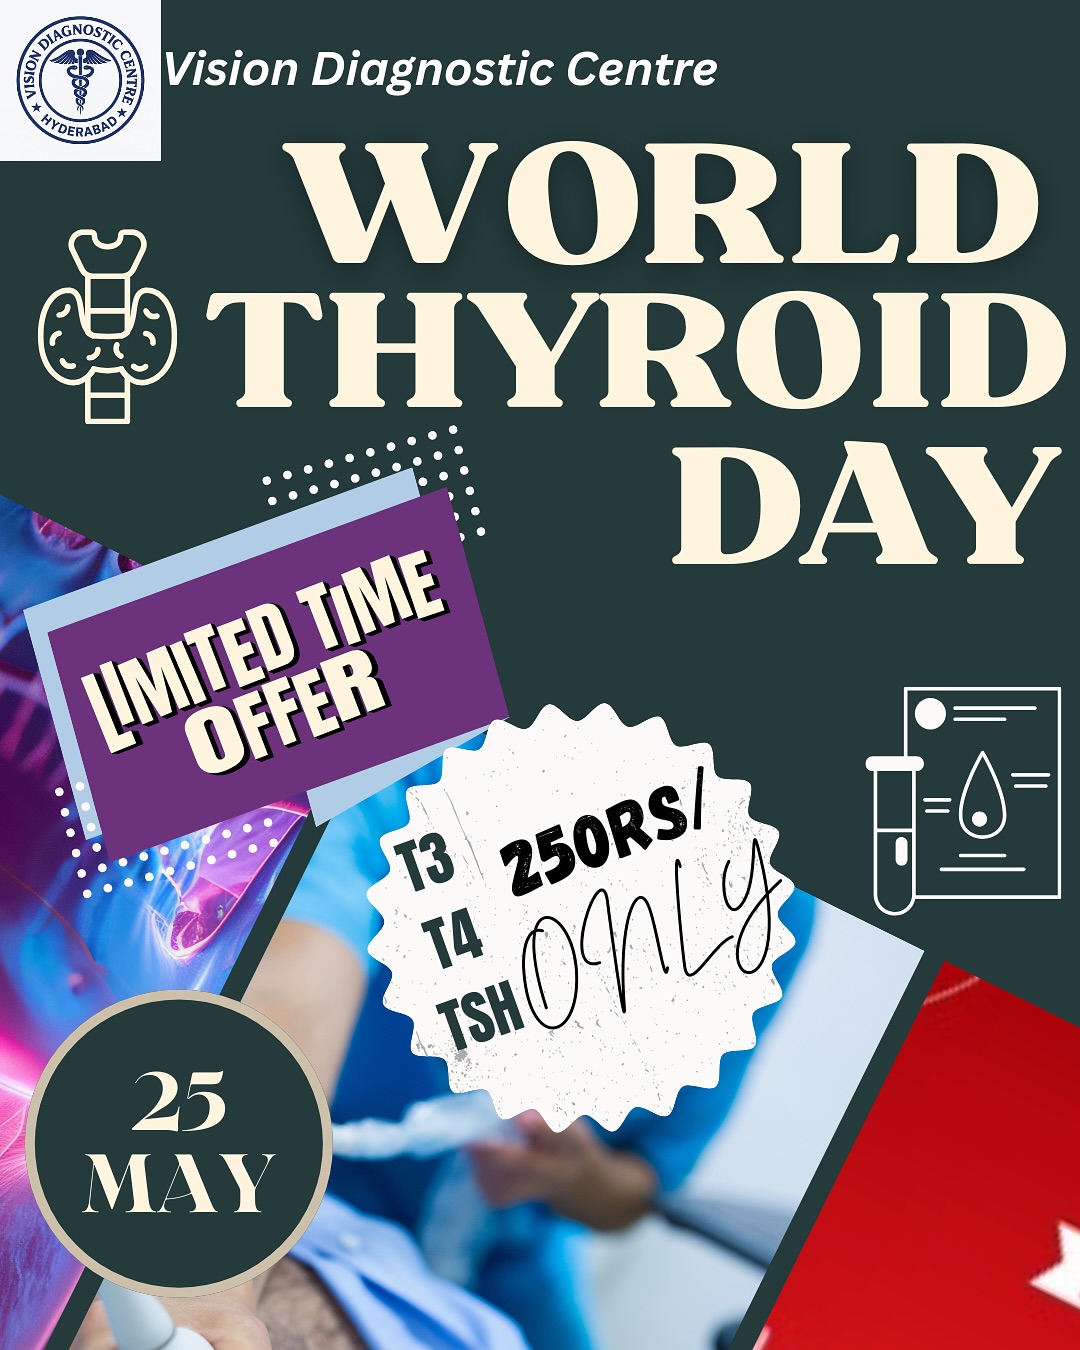 VISION DIAGNOSTIC CENTRE
★ HYDERABAD ★
Vision Diagnostic Centre
WORLD
THYROID
DAY
LIMITED TIME
OFFER
250RS/
ONLY
T3
T4
TSH
25
MAY